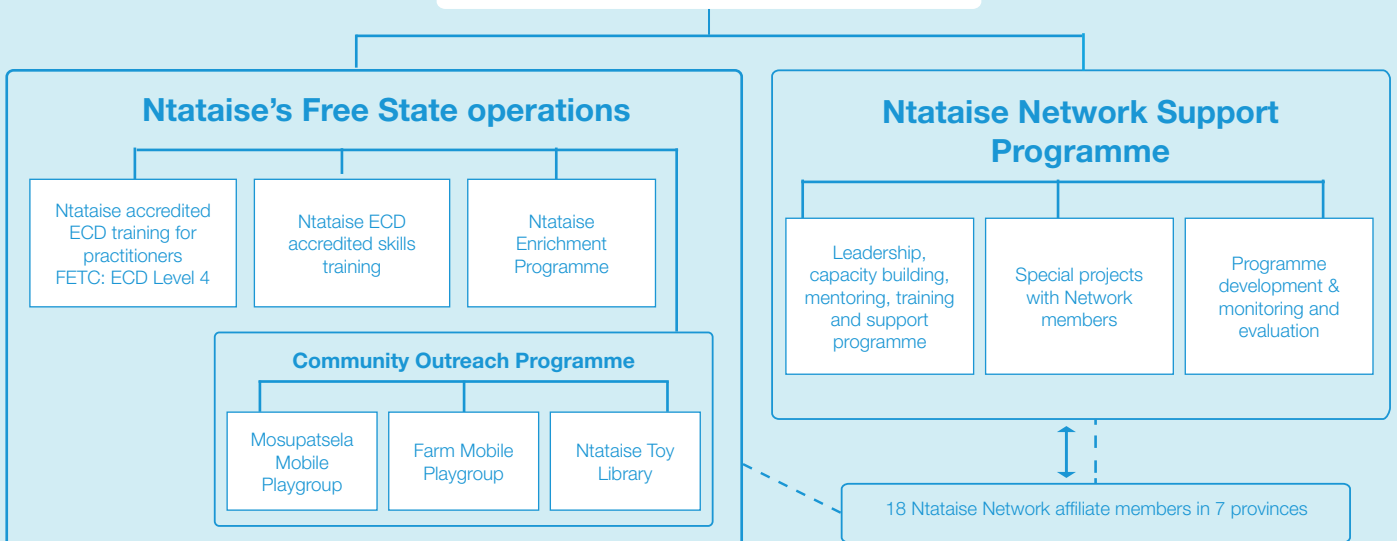 Ntataise's Free State operations
Ntataise accredited
ECD training for
practitioners
FETC: ECD Level 4
Ntataise ECD
accredited skills
training
Ntataise
Enrichment
Programme
Community Outreach Programme
Mosupatsela
Mobile
Playgroup
Farm Mobile
Playgroup
Ntataise Toy
Library
Ntataise Network Support
Programme
Leadership,
capacity building,
mentoring, training
and support
programme
Special projects
with Network
members
Programme
development &
monitoring and
evaluation
18 Ntataise Network affiliate members in 7 provinces